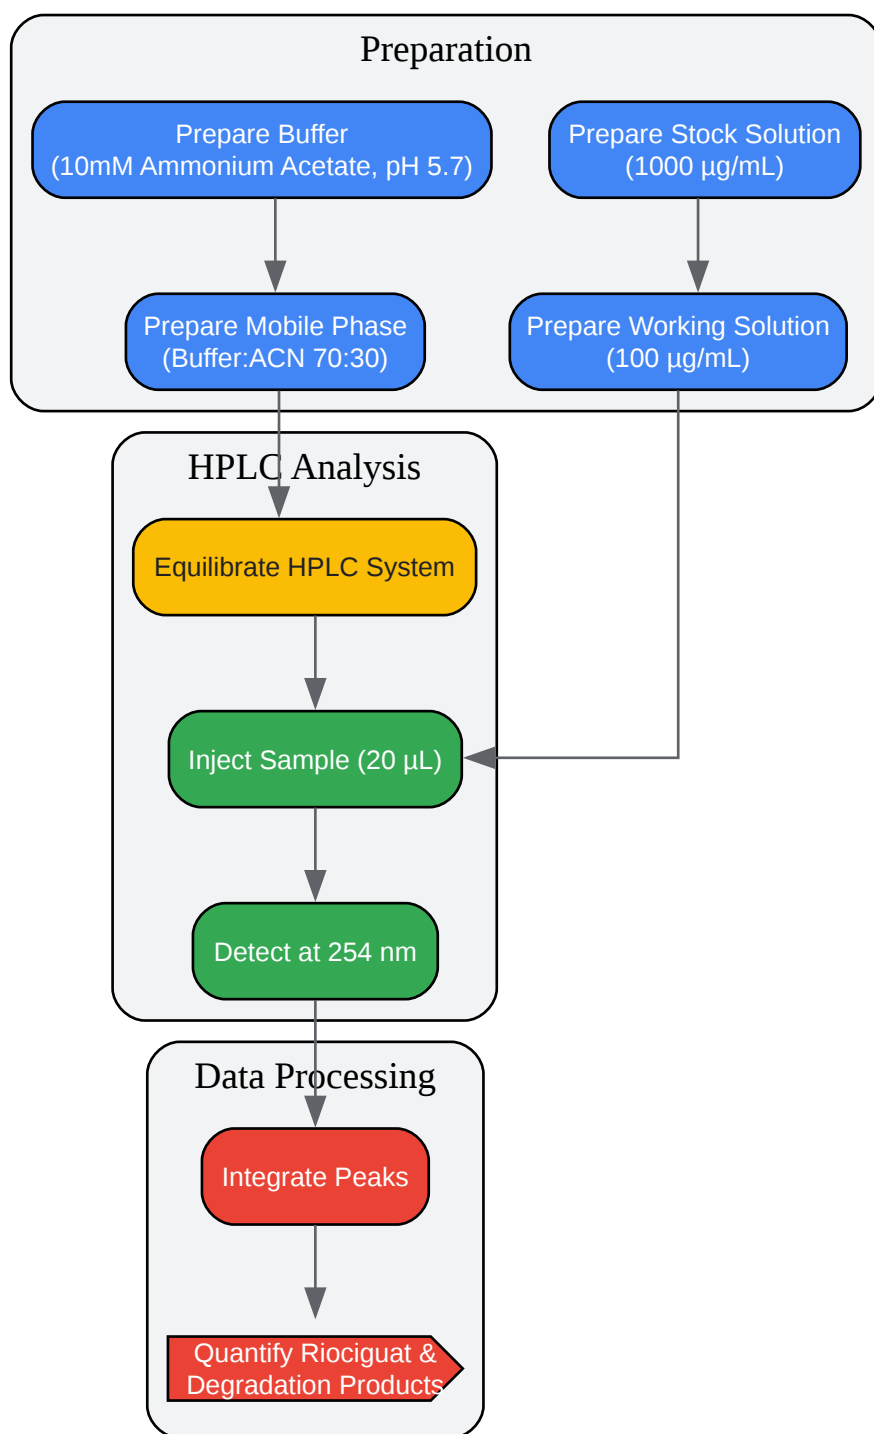 Preparation
Prepare Buffer
(10mM Ammonium Acetate, pH 5.7)
Prepare Stock Solution
(1000 µg/mL)
Prepare Mobile Phase
(Buffer:ACN 70:30)
Prepare Working Solution
(100 µg/mL)
HPLC Analysis
Equilibrate HPLC System
Inject Sample (20 µL)
Detect at 254 nm
Data Processing
Integrate Peaks
Quantify Riociguat &
Degradation Products